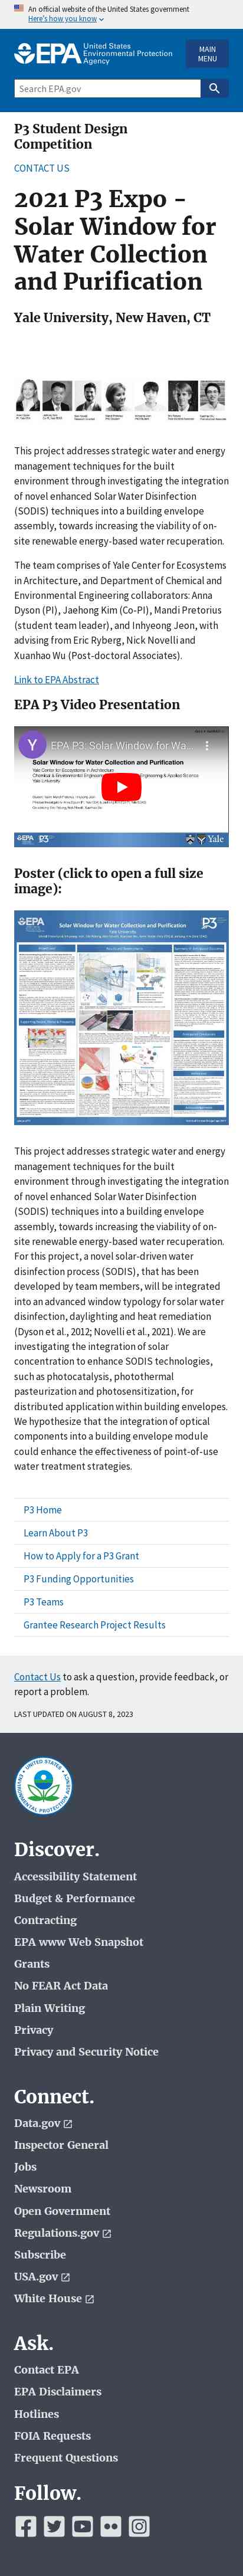 An official website of the United States government
Here's how you know
EPA United States Environmental Protection Agency
MAIN MENU
Search EPA.gov
P3 Student Design
Competition
CONTACT US
2021 P3 Expo -
Solar Window for
Water Collection
and Purification
Yale University, New Haven, CT
This project addresses strategic water and energy
management techniques for the built
environment through investigating the integration
of novel enhanced Solar Water Disinfection
(SODIS) techniques into a building envelope
assembly, towards increasing the viability of on-
site renewable energy-based water recuperation.
The team comprises of Yale Center for Ecosystems
in Architecture, and Department of Chemical and
Environmental Engineering collaborators: Anna
Dyson (PI), Jaehong Kim (Co-PI), Mandi Pretorius
(student team leader), and Inhyeong Jeon, with
advising from Eric Ryberg, Nick Novelli and
Xuanhao Wu (Post-doctoral Associates).
Link to EPA Abstract
EPA P3 Video Presentation
Y EPA P3: Solar Window for Wa...
Solar Window for Water Collection and Purification
EPA P3 Yale
Poster (click to open a full size
image):
EPA Solar Window for Water Collection and Purification P3
This project addresses strategic water and energy
management techniques for the built
environment through investigating the integration
of novel enhanced Solar Water Disinfection
(SODIS) techniques into a building envelope
assembly, towards increasing the viability of on-
site renewable energy-based water recuperation.
For this project, a novel solar-driven water
disinfection process (SODIS), that has been
developed by team members, will be integrated
into an advanced window typology for solar water
disinfection, daylighting and heat remediation
(Dyson et al., 2012; Novelli et al., 2021). We are
investigating the integration of solar
concentration to enhance SODIS technologies,
such as photocatalysis, photothermal
pasteurization and photosensitization, for
distributed application within building envelopes.
We hypothesize that the integration of optical
components into a building envelope module
could enhance the effectiveness of point-of-use
water treatment strategies.
P3 Home
Learn About P3
How to Apply for a P3 Grant
P3 Funding Opportunities
P3 Teams
Grantee Research Project Results
Contact Us to ask a question, provide feedback, or
report a problem.
LAST UPDATED ON AUGUST 8, 2023
UNITED STATES ENVIRONMENTAL PROTECTION AGENCY
Discover.
Accessibility Statement
Budget & Performance
Contracting
EPA www Web Snapshot
Grants
No FEAR Act Data
Plain Writing
Privacy
Privacy and Security Notice
Connect.
Data.gov
Inspector General
Jobs
Newsroom
Open Government
Regulations.gov
Subscribe
USA.gov
White House
Ask.
Contact EPA
EPA Disclaimers
Hotlines
FOIA Requests
Frequent Questions
Follow.